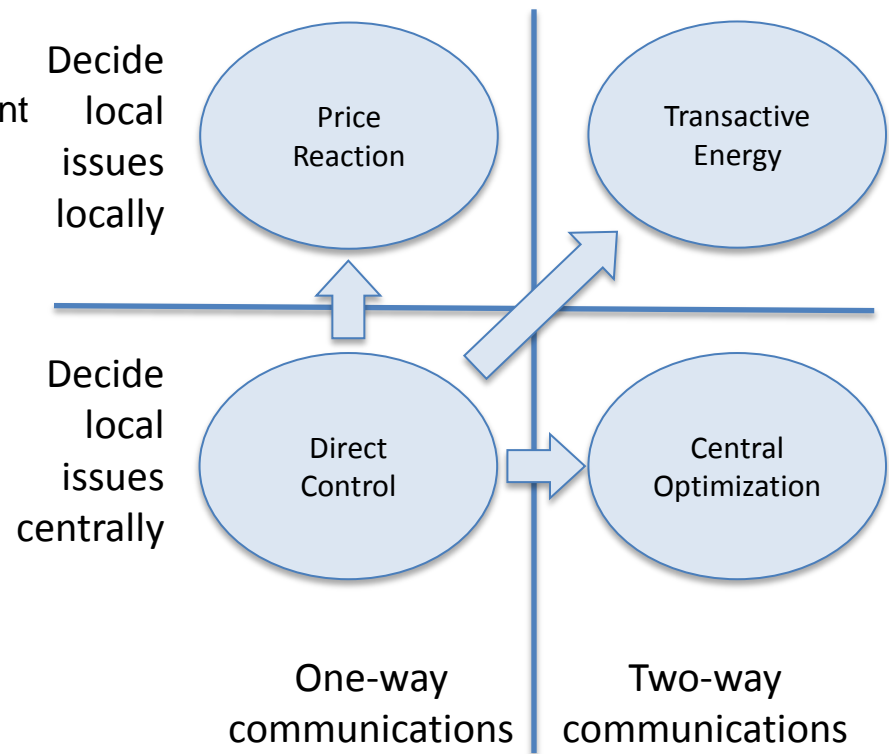 Decide
local
issues
locally
nt
Price
Reaction
Transactive
Energy
Decide
local
issues
centrally
Direct
Control
Central
Optimization
One-way
communications
Two-way
communications